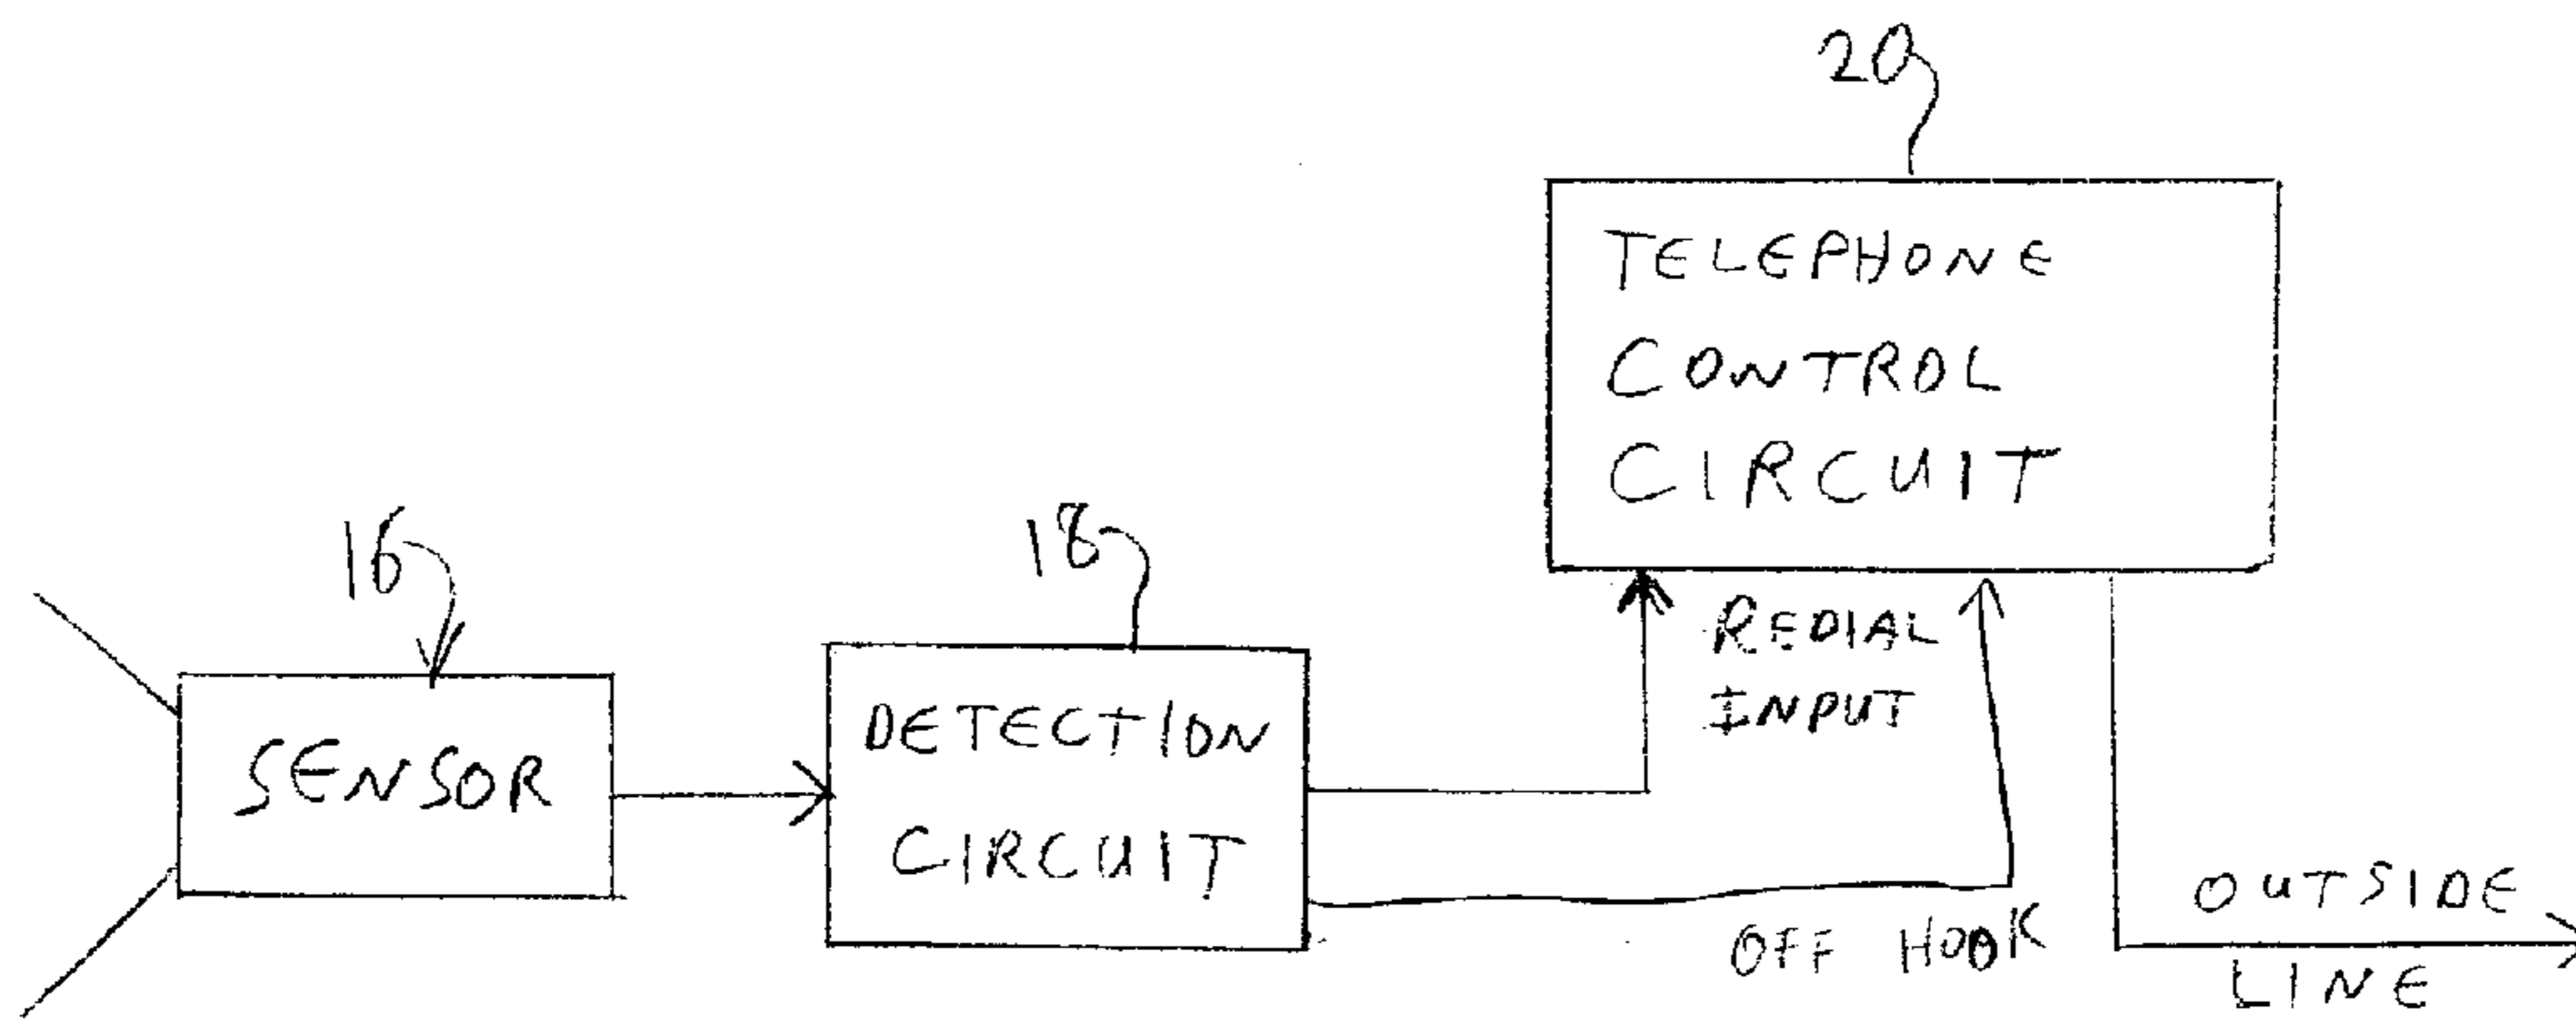 20
TELEPHONE
CONTROL
CIRCUIT
16
18
REDIAL
INPUT
SENSOR
DETECTION
CIRCUIT
OFF HOOK
OUTSIDE
LINE